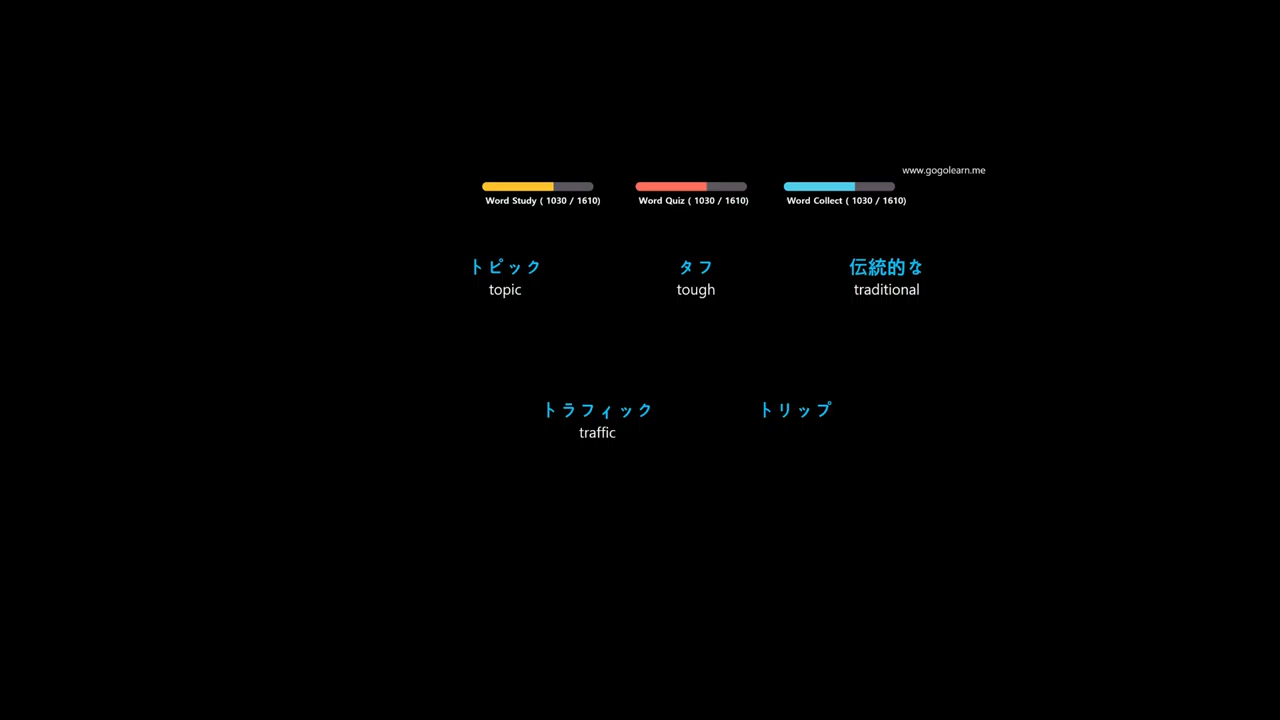 www.gogolearn.me
Word Study ( 1030 / 1610)
Word Quiz ( 1030 / 1610)
Word Collect ( 1030 / 1610)
トピック
topic
タフ
tough
伝統的な
traditional
トラフィック
traffic
トリップ